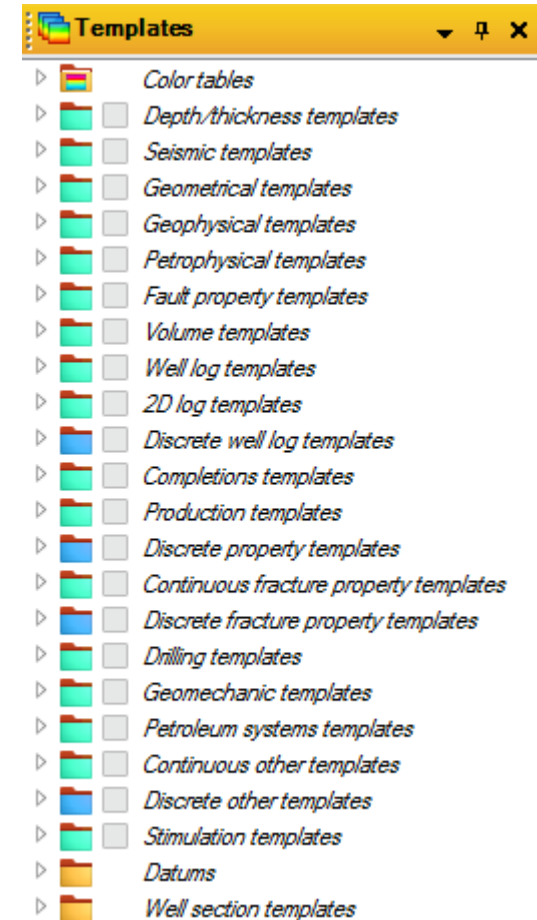 Templates
Color tables
Depth/thickness templates
Seismic templates
Geometrical templates
Geophysical templates
Petrophysical templates
Fault property templates
Volume templates
Well log templates
2D log templates
Discrete well log templates
Completions templates
Production templates
Discrete property templates
Continuous fracture property templates
Discrete fracture property templates
Drilling templates
Geomechanic templates
Petroleum systems templates
Continuous other templates
Discrete other templates
Stimulation templates
Datums
Well section templates